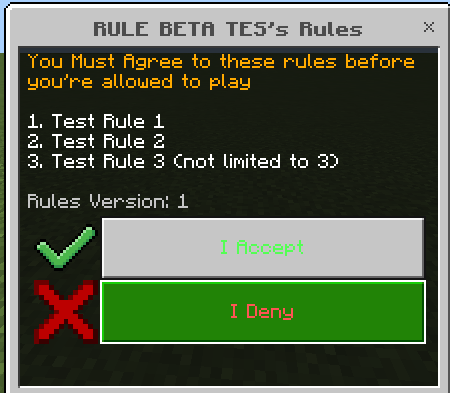 RULE BETA TES's Rules
You Must Agree to these rules before
you're allowed to play
1. Test Rule 1
2. Test Rule 2
3. Test Rule 3 (not limited to 3)
Rules Version: 1
I Accept
I Deny